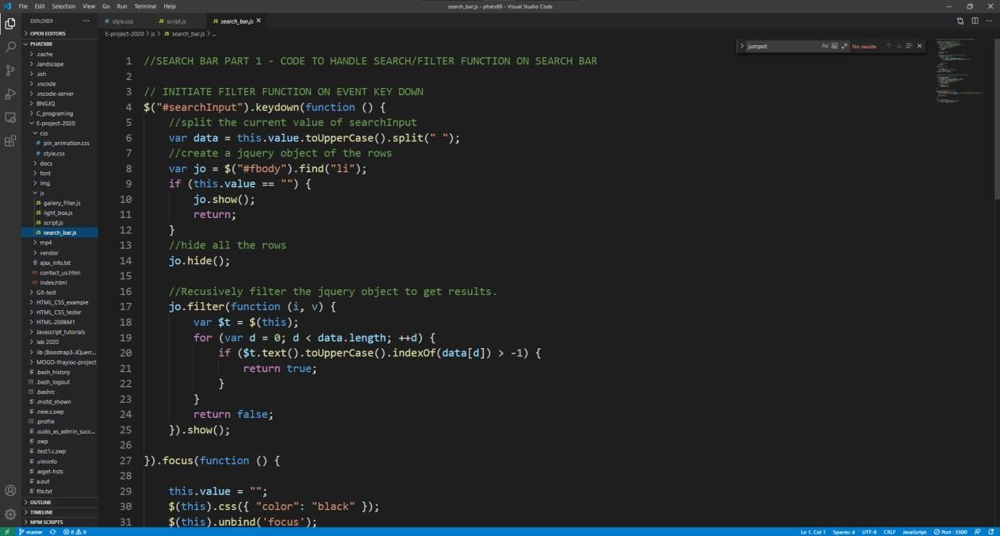 File Edit Selection View Go Run Terminal Help
search_bar.js - phatx88 - Visual Studio Code
EXPLORER
OPEN EDITORS
PHATX88
.cache
.landscape
.ssh
.vscode
.vscode-server
BNGJQ
C_programing
E-project-2020
css
# pin_animation.css
# style.css
docs
font
img
js
JS gallery_filter.js
JS light_box.js
JS script.js
JS search_bar.js
mp4
vendor
ajax_info.txt
contact_us.html
index.html
Git-test
HTML_CSS_example
HTML_CSS_tester
HTML-2006M1
Javascript_tutorials
lab 2020
lib (Boostrap3-JQuerr...
MOGO-thayloc-project
.bash_history
.bash_logout
.bashrc
.motd_shown
.new.c.swp
.profile
.sudo_as_admin_succ...
.swp
.test1.c.swp
.viminfo
.wget-hsts
a.out
file.txt
OUTLINE
TIMELINE
NPM SCRIPTS
# style.css JS script.js JS search_bar.js
E-project-2020 > js > JS search_bar.js > ...
jumpot Aa No results
1 //SEARCH BAR PART 1 - CODE TO HANDLE SEARCH/FILTER FUNCTION ON SEARCH BAR
2
3 // INITIATE FILTER FUNCTION ON EVENT KEY DOWN
4 $("#searchInput").keydown(function () {
5 //split the current value of searchInput
6 var data = this.value.toUpperCase().split(" ");
7 //create a jquery object of the rows
8 var jo = $("#fbody").find("li");
9 if (this.value == "") {
10 jo.show();
11 return;
12 }
13 //hide all the rows
14 jo.hide();
15
16 //Recusively filter the jquery object to get results.
17 jo.filter(function (i, v) {
18 var $t = $(this);
19 for (var d = 0; d < data.length; ++d) {
20 if ($t.text().toUpperCase().indexOf(data[d]) > -1) {
21 return true;
22 }
23 }
24 return false;
25 }).show();
26
27 }).focus(function () {
28
29 this.value = "";
30 $(this).css({ "color": "black" });
31 $(this).unbind('focus');
master 0 0 Ln 1, Col 1 Spaces: 4 UTF-8 CRLF JavaScript Port : 5500